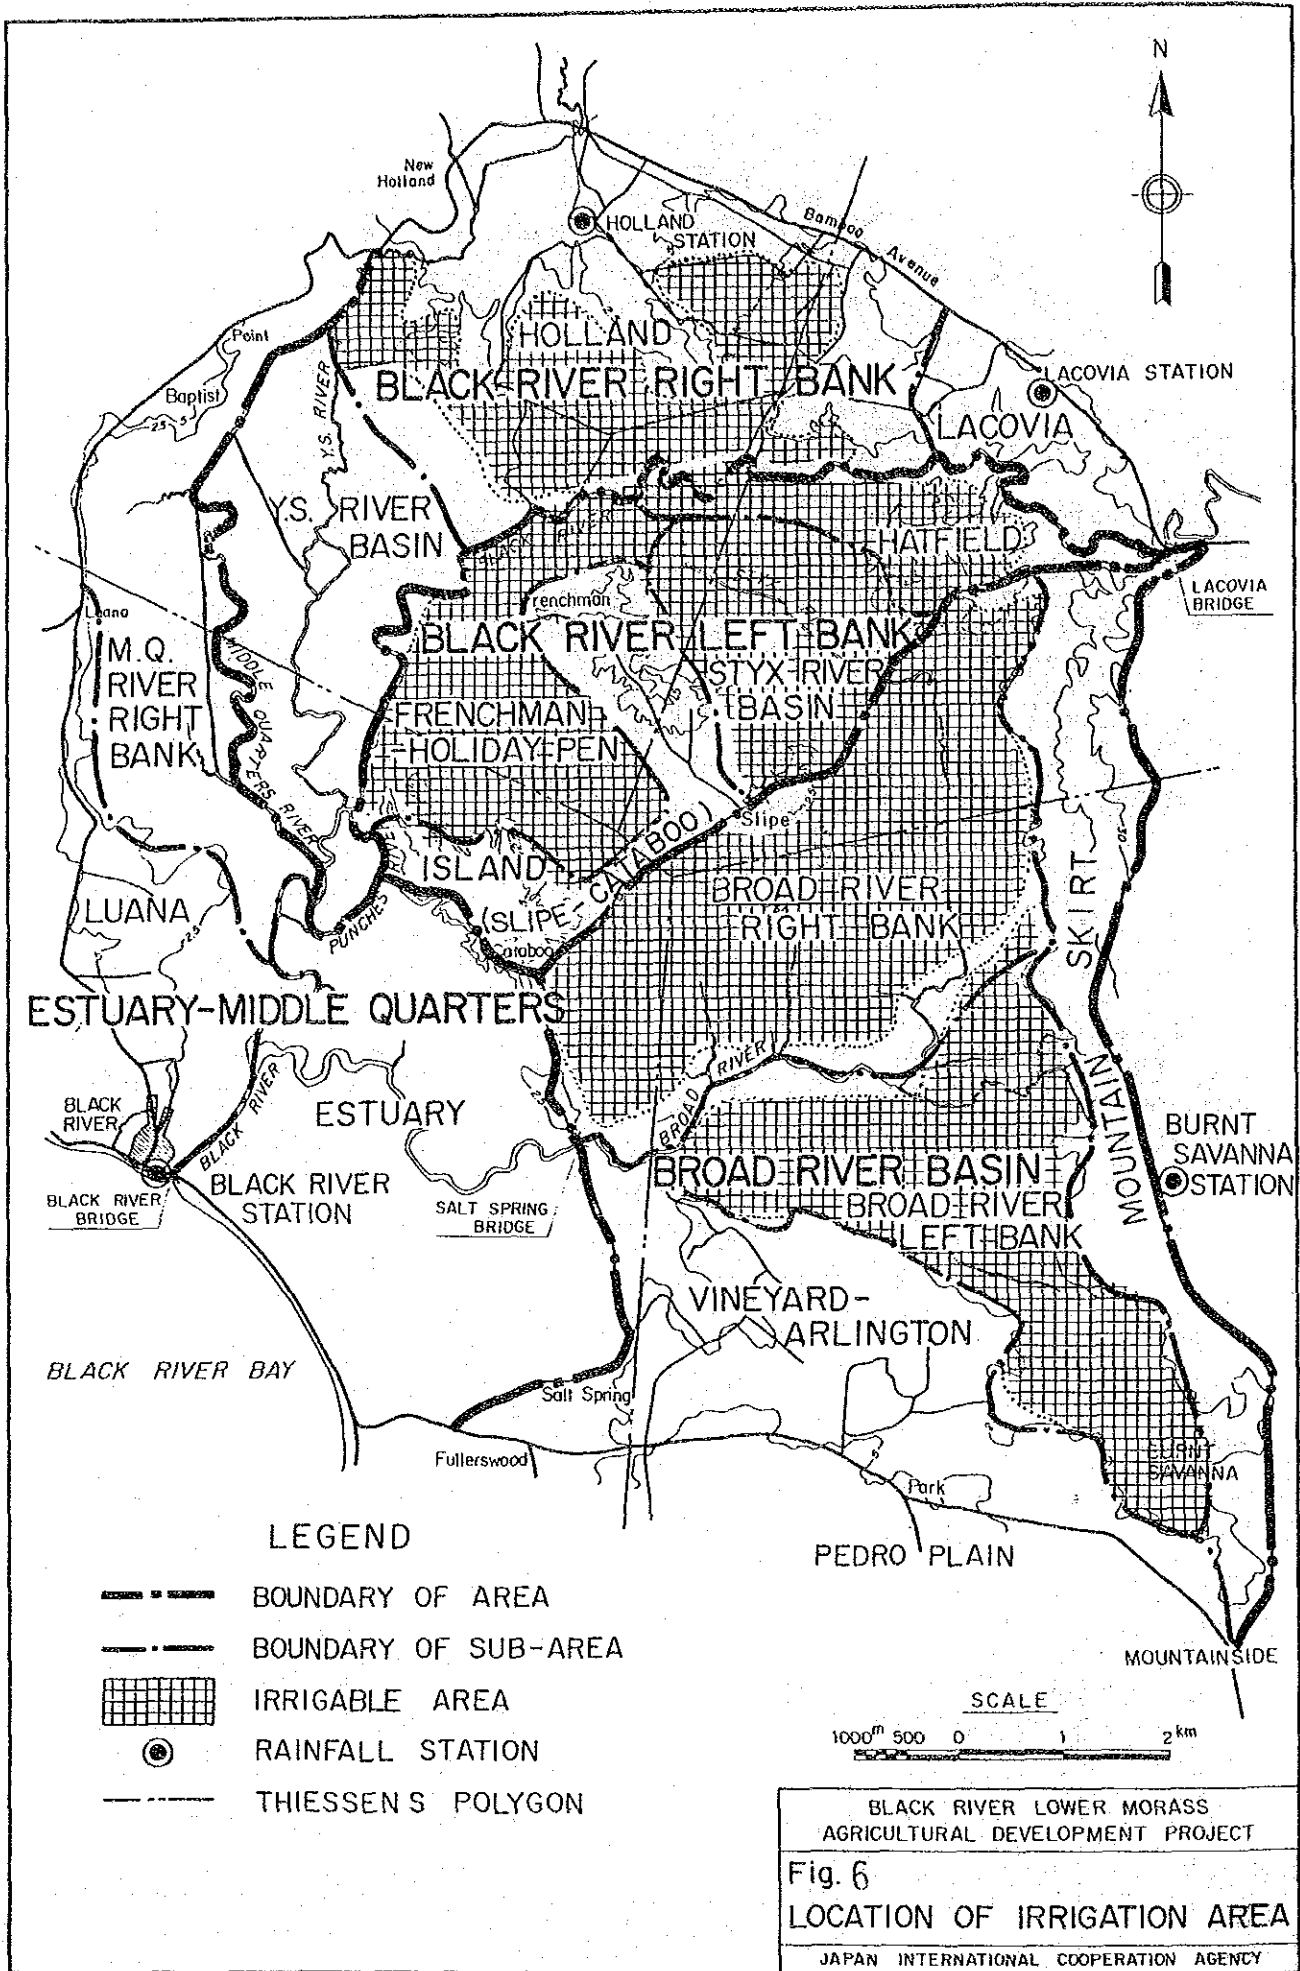 N
New
Holland
HOLLAND
STATION
Bamboo
Avenue
Point
HOLLAND
BLACK RIVER RIGHT BANK
LACOVIA STATION
Baptist
Y.S. RIVER
LACOVIA
Y.S. RIVER
BASIN
BLACK RIVER
HATFIELD
LACOVIA
BRIDGE
renchman
Luana
BLACK RIVER LEFT BANK
M.Q.
RIVER
RIGHT
BANK
MIDDLE QUARTERS RIVER
STYX RIVER
BASIN
FRENCHMAN
-HOLIDAY PEN
Slipe
ISLAND
(SLIPE-CATABOO)
BROAD RIVER
RIGHT BANK
LUANA
PUNCHES RIVER
Cataboo
SKIRT
MOUNTAIN
ESTUARY-MIDDLE QUARTERS
BLACK RIVER
BROAD RIVER
BLACK
RIVER
ESTUARY
BURNT
SAVANNA
STATION
BROAD RIVER BASIN
BLACK RIVER
STATION
BLACK RIVER
BRIDGE
SALT SPRING
BRIDGE
BROAD RIVER
LEFT BANK
VINEYARD-
ARLINGTON
BLACK RIVER BAY
Salt Spring
Fullerswood
BURNT
SAVANNA
Park
PEDRO PLAIN
MOUNTAINSIDE
LEGEND
BOUNDARY OF AREA
BOUNDARY OF SUB-AREA
IRRIGABLE AREA
RAINFALL STATION
THIESSEN S POLYGON
SCALE
1000m 500 0 1 2 km
BLACK RIVER LOWER MORASS
AGRICULTURAL DEVELOPMENT PROJECT
Fig. 6
LOCATION OF IRRIGATION AREA
JAPAN INTERNATIONAL COOPERATION AGENCY